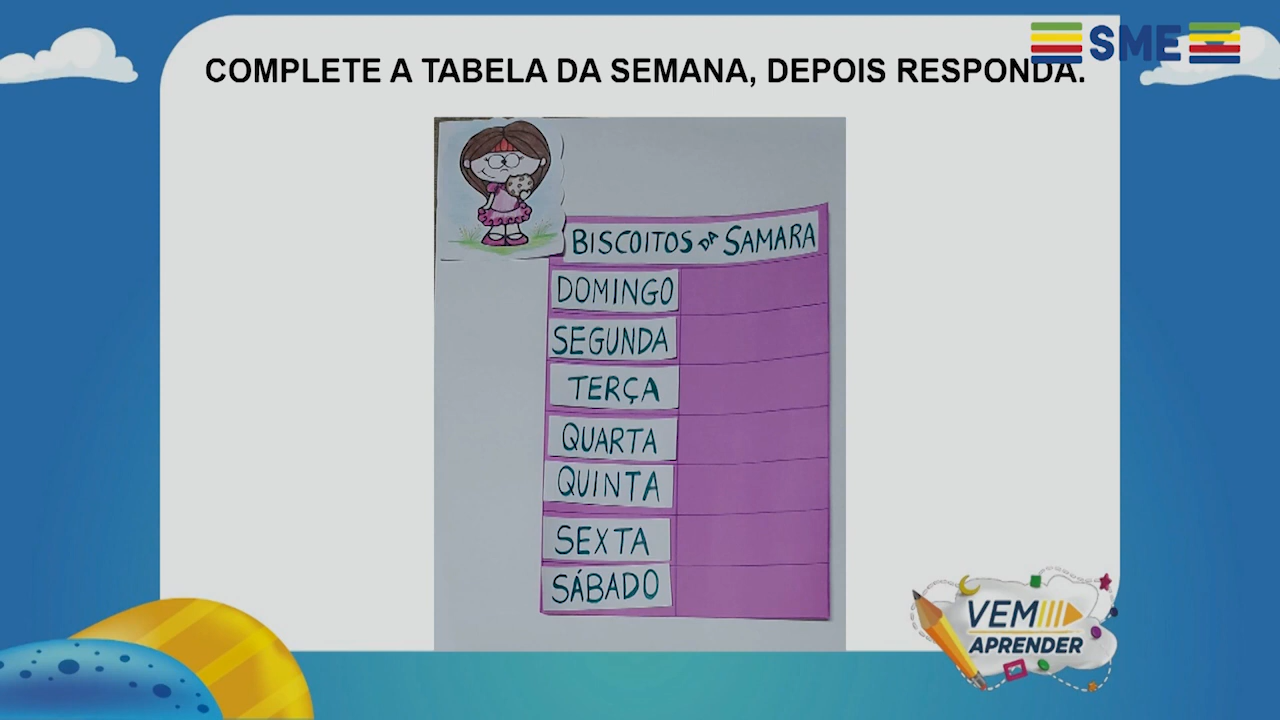 SME
COMPLETE A TABELA DA SEMANA, DEPOIS RESPONDA.
BISCOITOS DA SAMARA
DOMINGO
SEGUNDA
TERÇA
QUARTA
QUINTA
SEXTA
SÁBADO
VEM
APRENDER